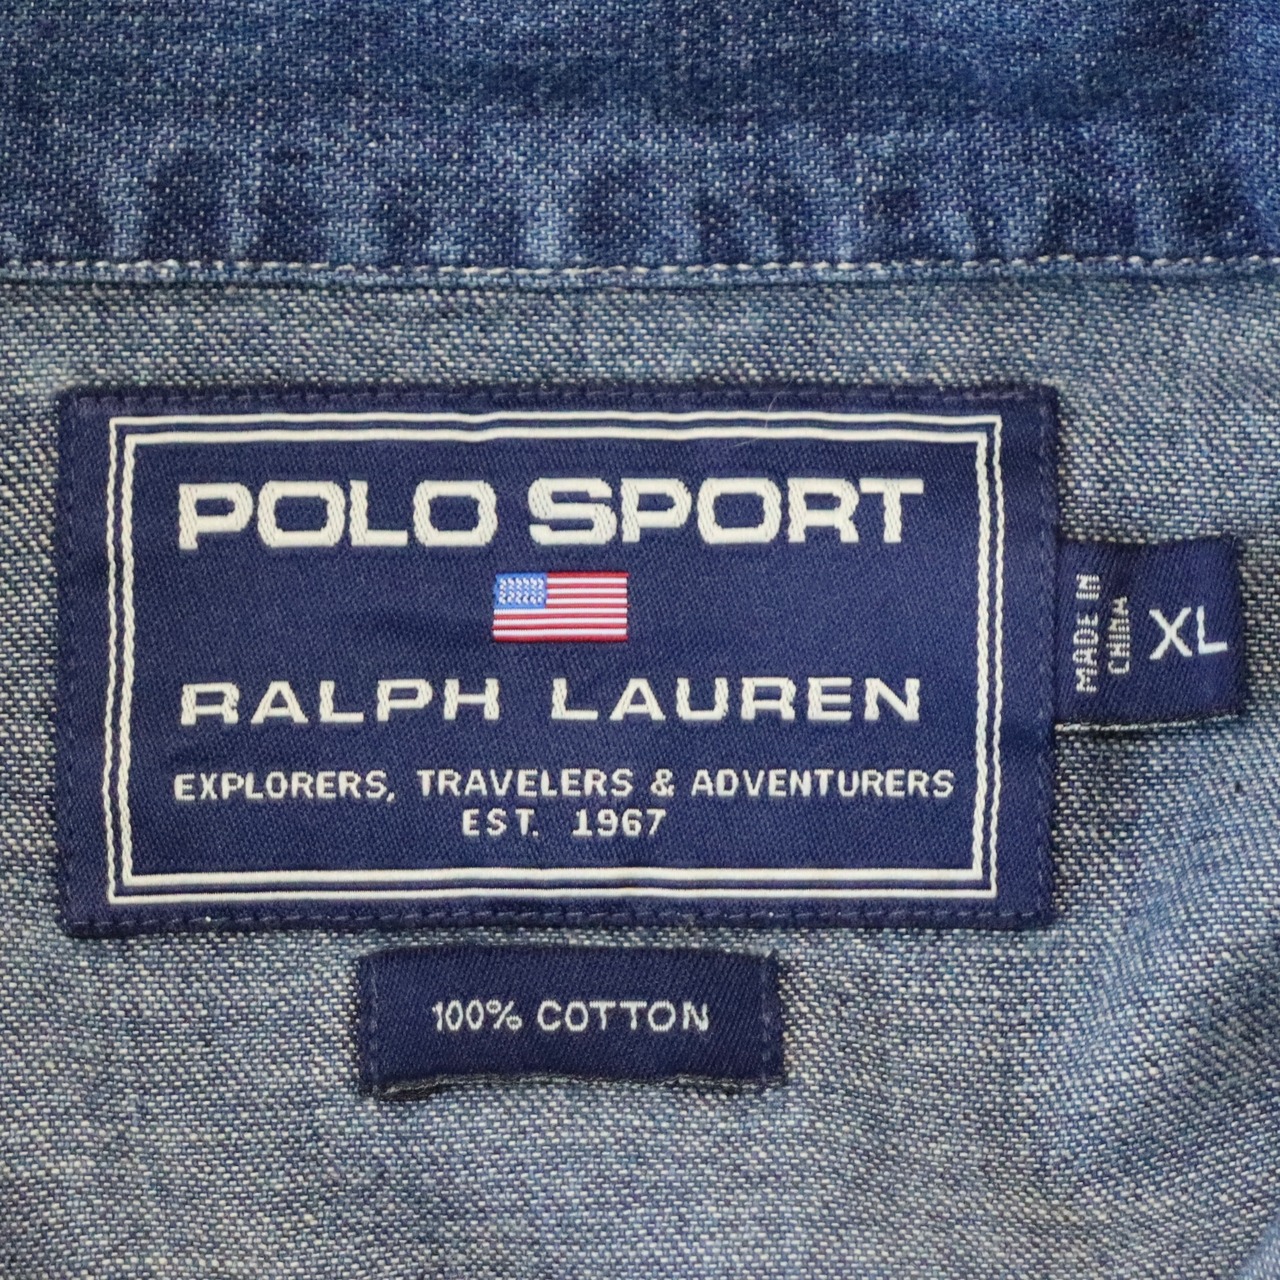 POLO SPORT
RALPH LAUREN
EXPLORERS, TRAVELERS & ADVENTURERS
EST. 1967
MADE IN
CHINA
XL
100% COTTON